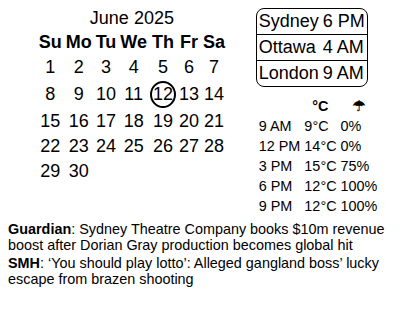 June 2025
Su Mo Tu We Th Fr Sa
1 2 3 4 5 6 7
8 9 10 11 12 13 14
15 16 17 18 19 20 21
22 23 24 25 26 27 28
29 30
Sydney 6 PM
Ottawa 4 AM
London 9 AM
°C ☂
9 AM 9°C 0%
12 PM 14°C 0%
3 PM 15°C 75%
6 PM 12°C 100%
9 PM 12°C 100%
Guardian: Sydney Theatre Company books $10m revenue
boost after Dorian Gray production becomes global hit
SMH: ‘You should play lotto’: Alleged gangland boss’ lucky
escape from brazen shooting